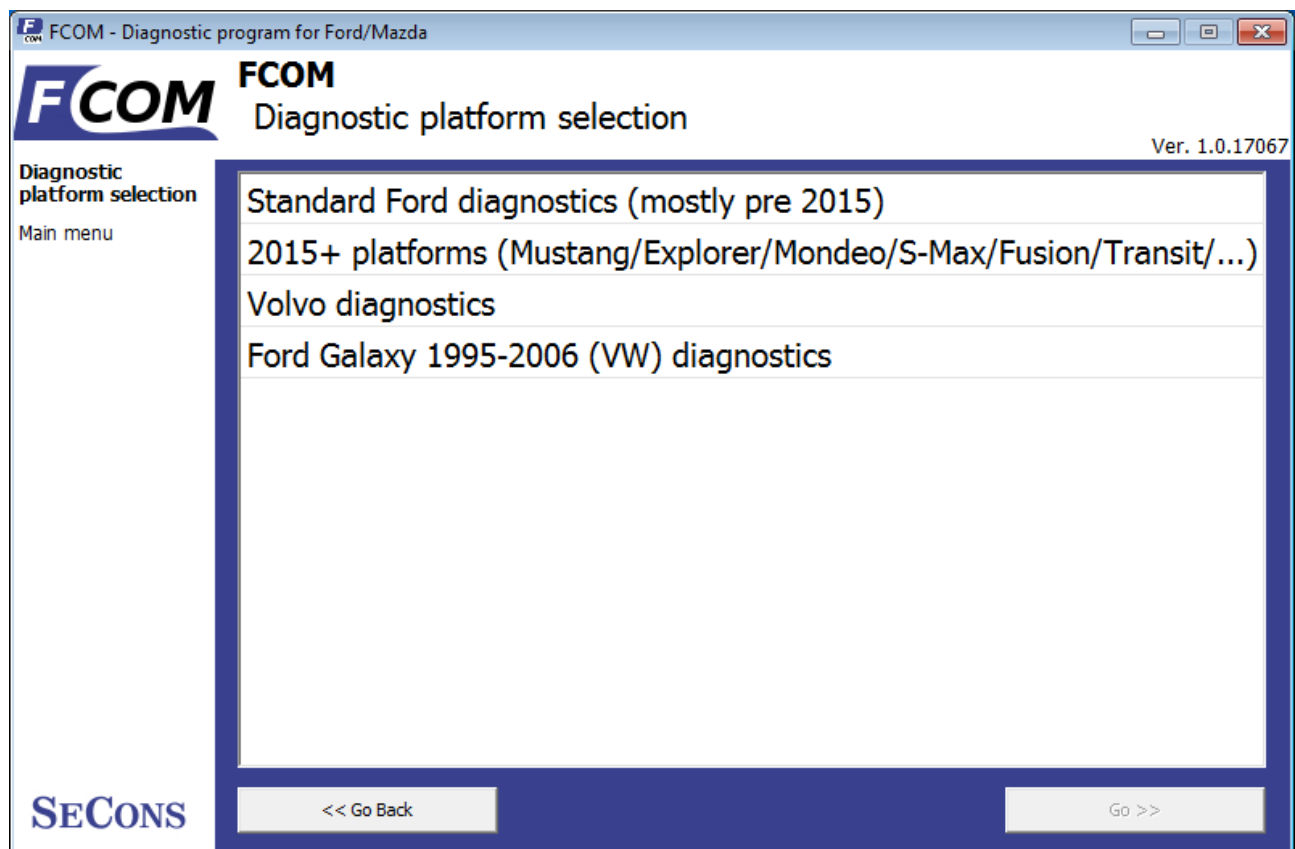 FCOM - Diagnostic program for Ford/Mazda
F COM
FCOM
Diagnostic platform selection
Ver. 1.0.17067
Diagnostic
platform selection
Main menu
Standard Ford diagnostics (mostly pre 2015)
2015+ platforms (Mustang/Explorer/Mondeo/S-Max/Fusion/Transit/...)
Volvo diagnostics
Ford Galaxy 1995-2006 (VW) diagnostics
SECONS
<< Go Back
Go >>